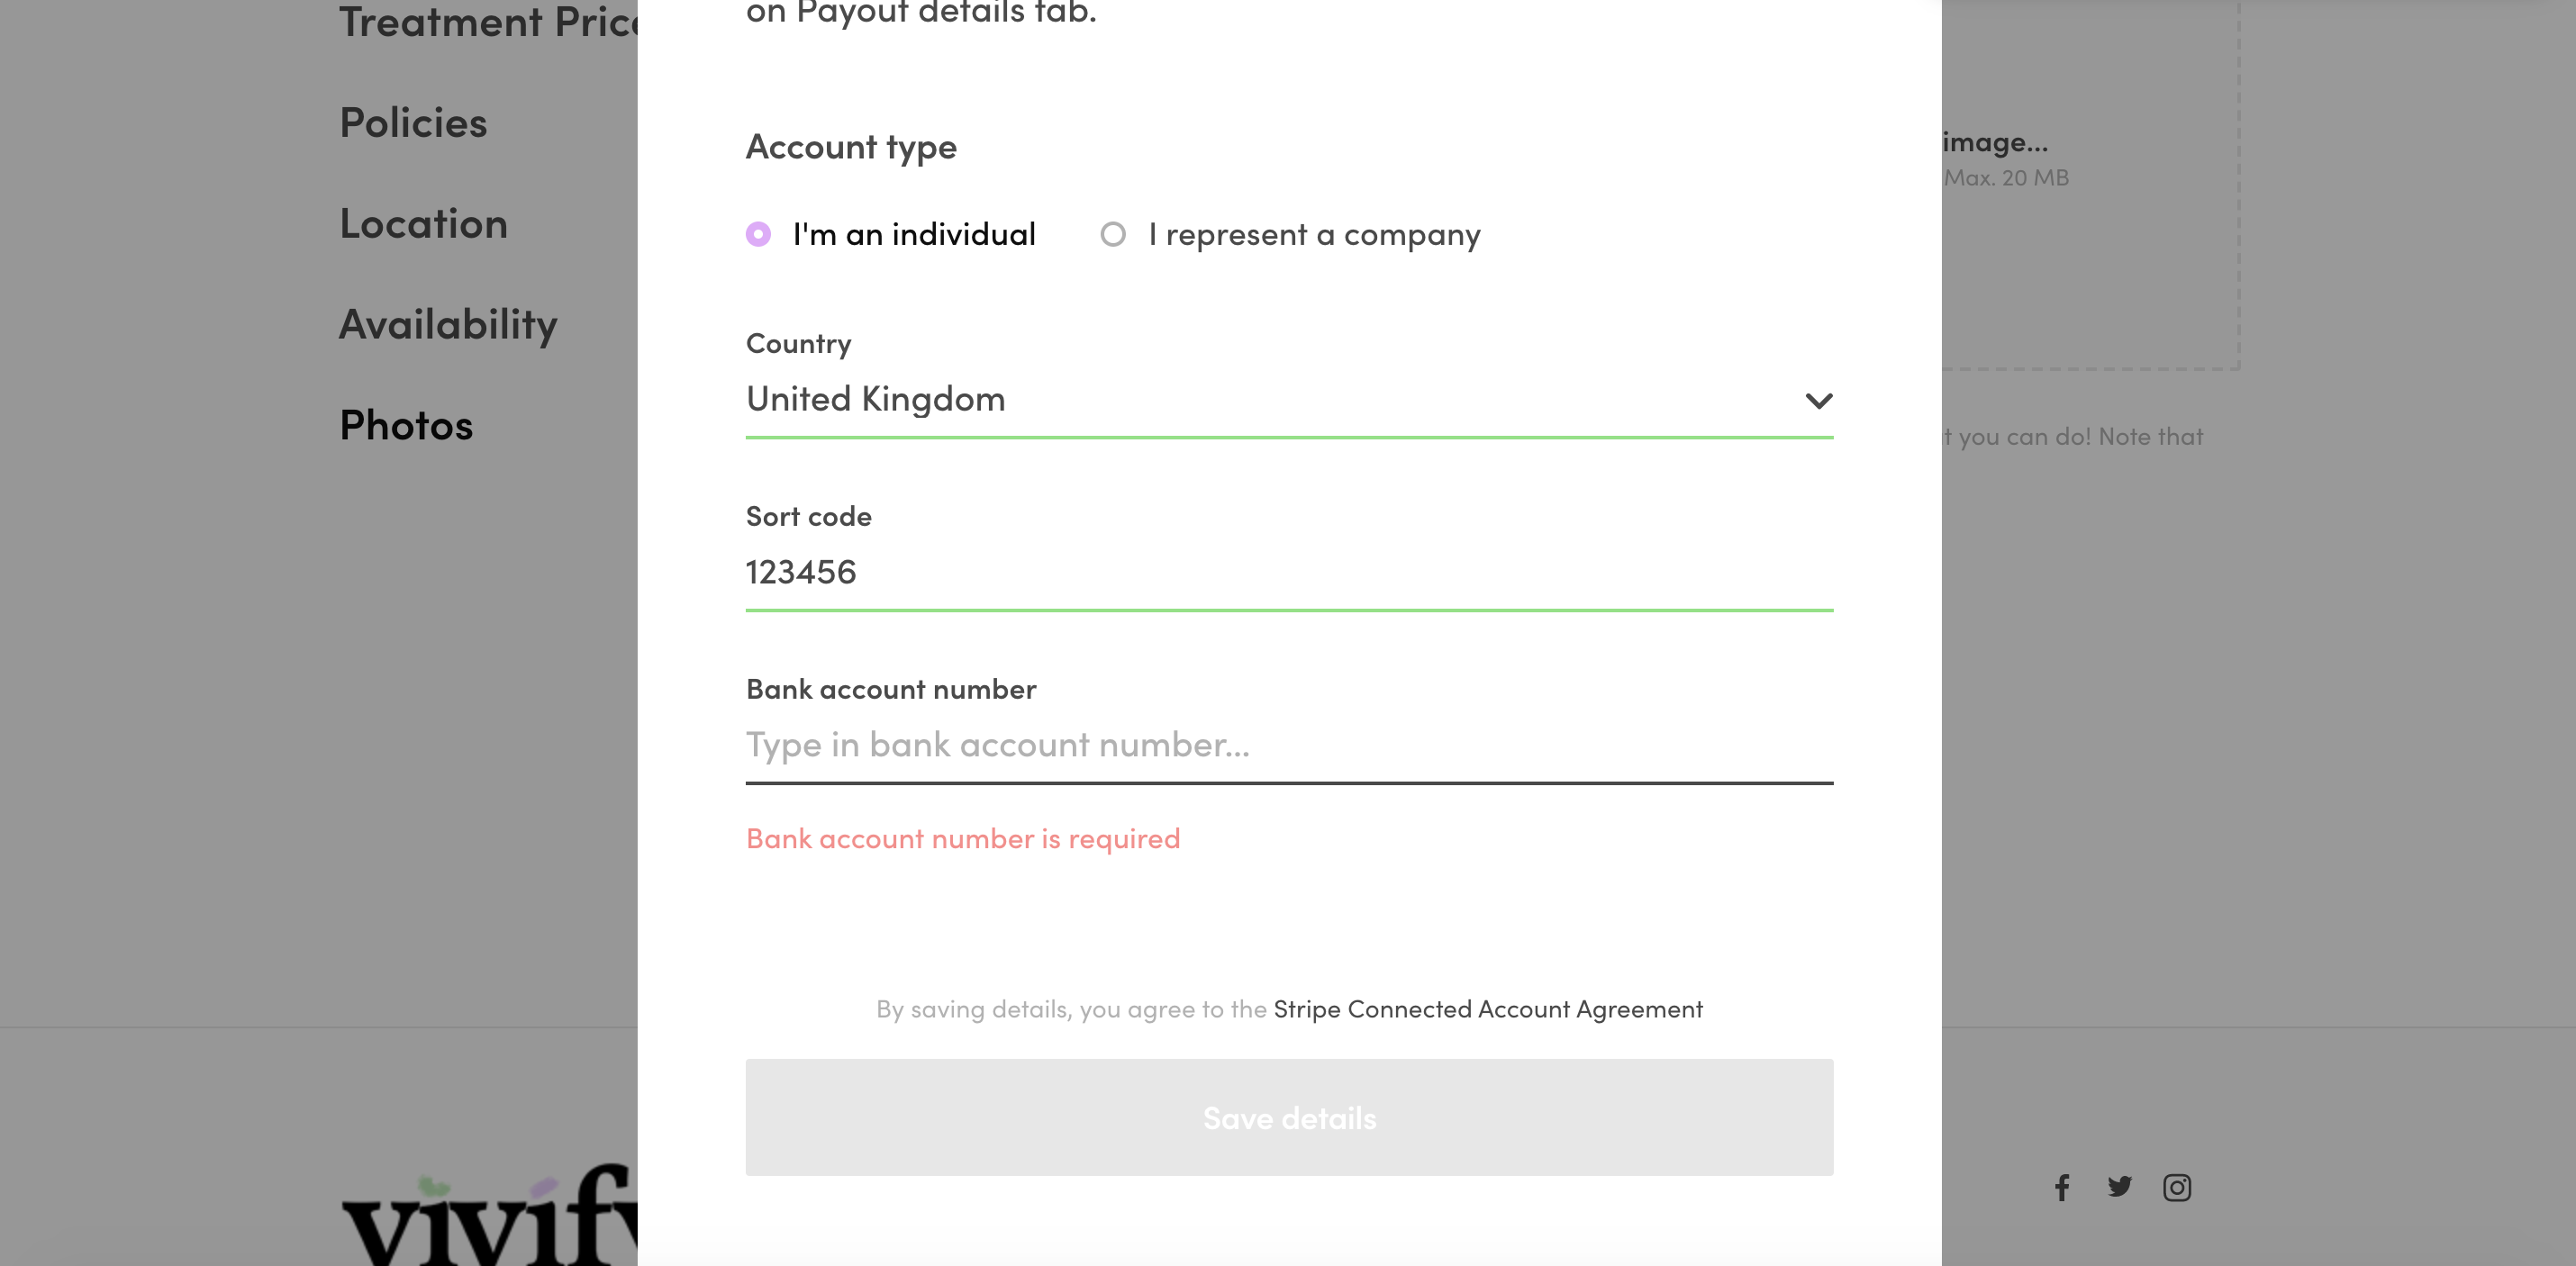 Treatment Pric
Policies
Location
Availability
Photos
on Payout details tab.
Account type
I'm an individual
I represent a company
Country
United Kingdom
Sort code
123456
Bank account number
Type in bank account number...
Bank account number is required
By saving details, you agree to the Stripe Connected Account Agreement
Save details
image...
Max. 20 MB
t you can do! Note that
vivify